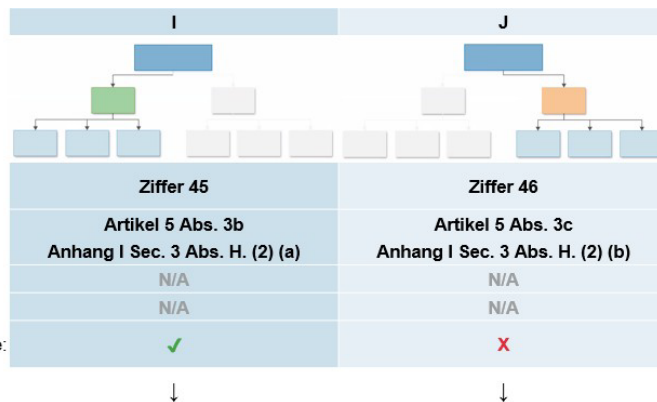 I J
Ziffer 45 Ziffer 46
Artikel 5 Abs. 3b Artikel 5 Abs. 3c
Anhang I Sec. 3 Abs. H. (2) (a) Anhang I Sec. 3 Abs. H. (2) (b)
N/A N/A
N/A N/A
e: ✓ X
↓ ↓